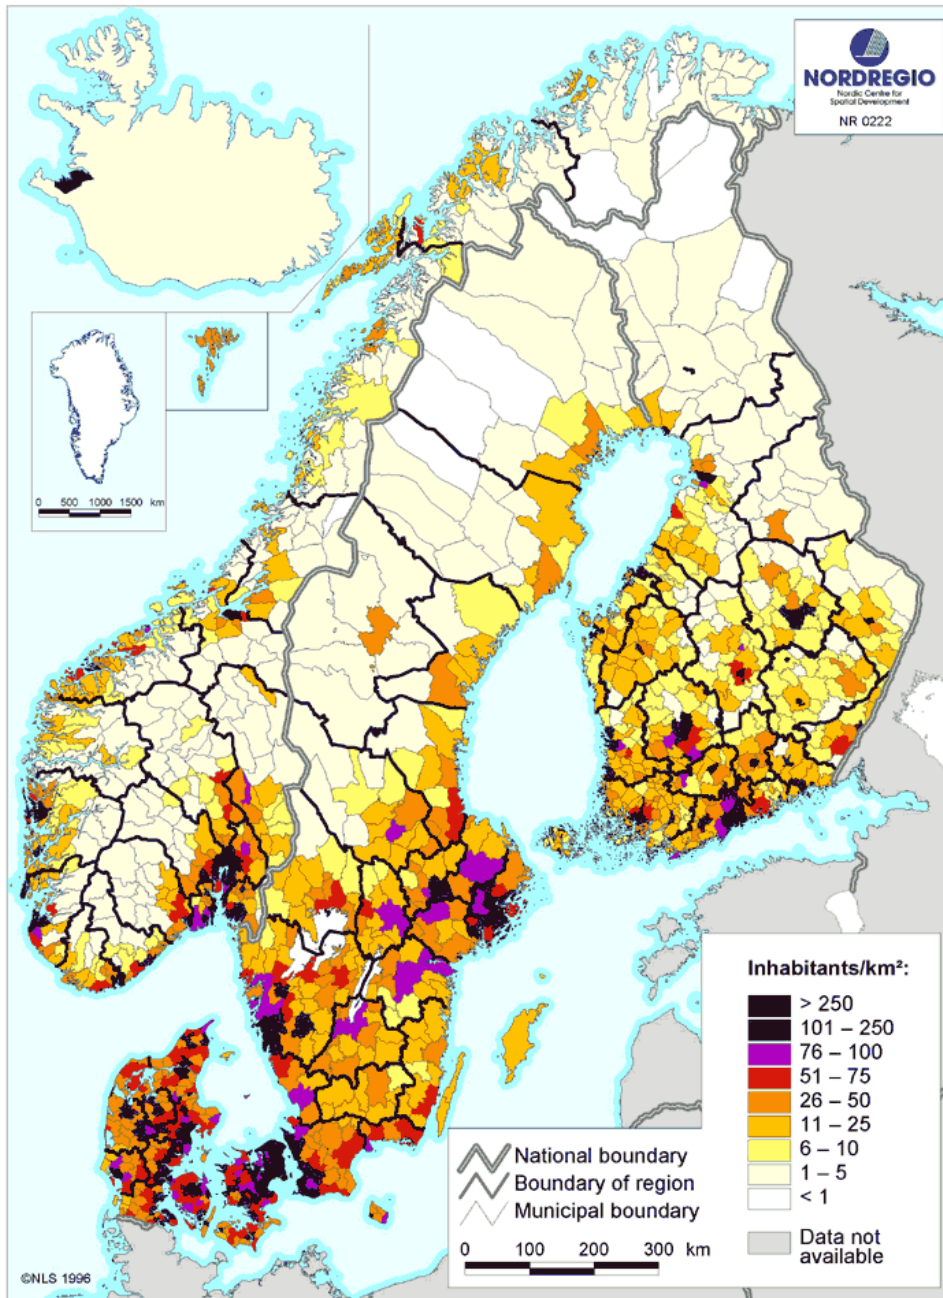 NORDREGIO
Nordic Centre for
Spatial Development
NR 0222
0 500 1000 1500 km
Inhabitants/km²:
> 250
101 – 250
76 – 100
51 – 75
26 – 50
11 – 25
6 – 10
1 – 5
< 1
Data not
available
National boundary
Boundary of region
Municipal boundary
0 100 200 300 km
©NLS 1996